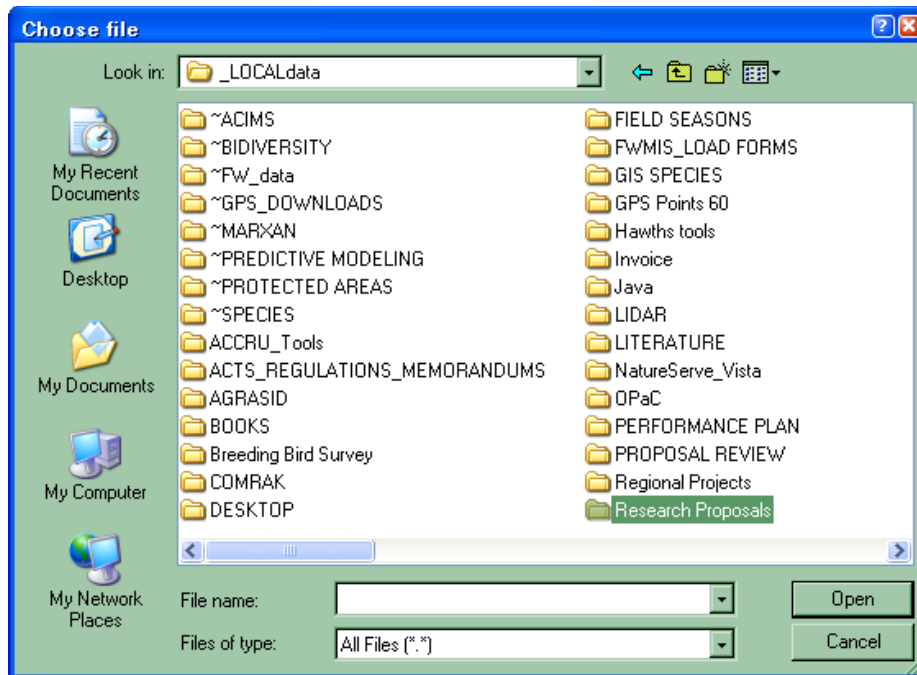 Choose file
Look in:
_LOCALdata
My Recent
Documents
Desktop
My Documents
My Computer
My Network
Places
~ACIMS
~BIDIVERSITY
~FW_data
~GPS_DOWNLOADS
~MARXAN
~PREDICTIVE MODELING
~PROTECTED AREAS
~SPECIES
ACCRU_Tools
ACTS_REGULATIONS_MEMORANDUMS
AGRASID
BOOKS
Breeding Bird Survey
COMRAK
DESKTOP
FIELD SEASONS
FWMIS_LOAD FORMS
GIS SPECIES
GPS Points 60
Hawths tools
Invoice
Java
LIDAR
LITERATURE
NatureServe_Vista
OPaC
PERFORMANCE PLAN
PROPOSAL REVIEW
Regional Projects
Research Proposals
File name:
Open
Files of type:
All Files (*.*)
Cancel